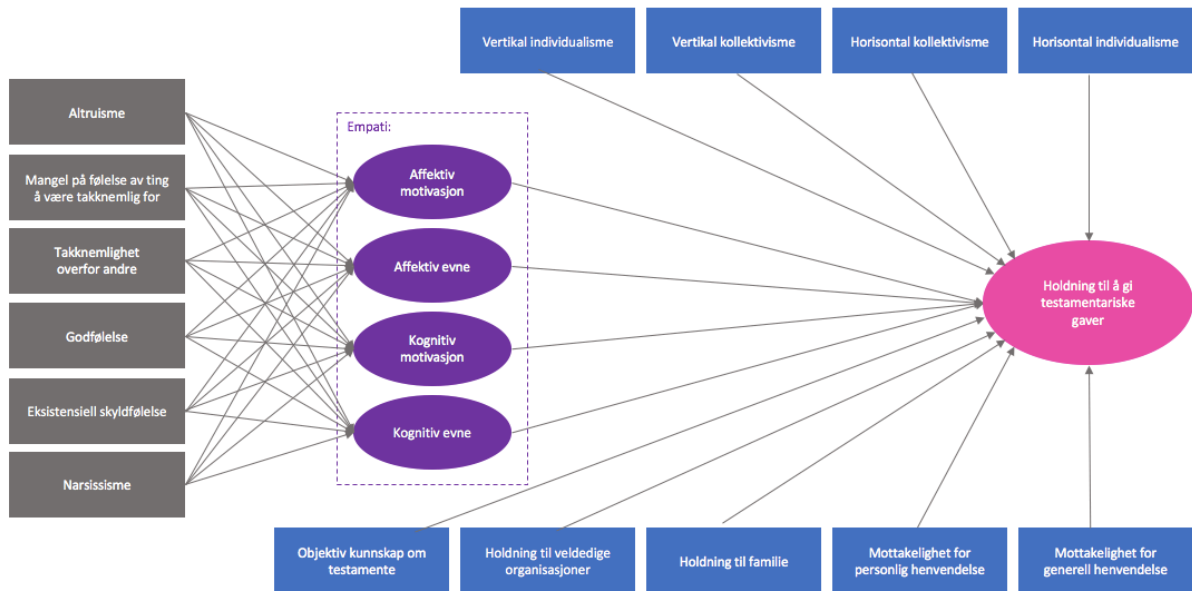 Vertikal individualisme
Vertikal kollektivisme
Horisontal kollektivisme
Horisontal individualisme
Altruisme
Mangel på følelse av ting
å være takknemlig for
Takknemlighet
overfor andre
Godfølelse
Eksistensiell skyldfølelse
Narsissisme
Empati:
Affektiv
motivasjon
Affektiv evne
Kognitiv
motivasjon
Kognitiv evne
Holdning til å gi
testamentariske
gaver
Objektiv kunnskap om
testamente
Holdning til veldedige
organisasjoner
Holdning til familie
Mottakelighet for
personlig henvendelse
Mottakelighet for
generell henvendelse